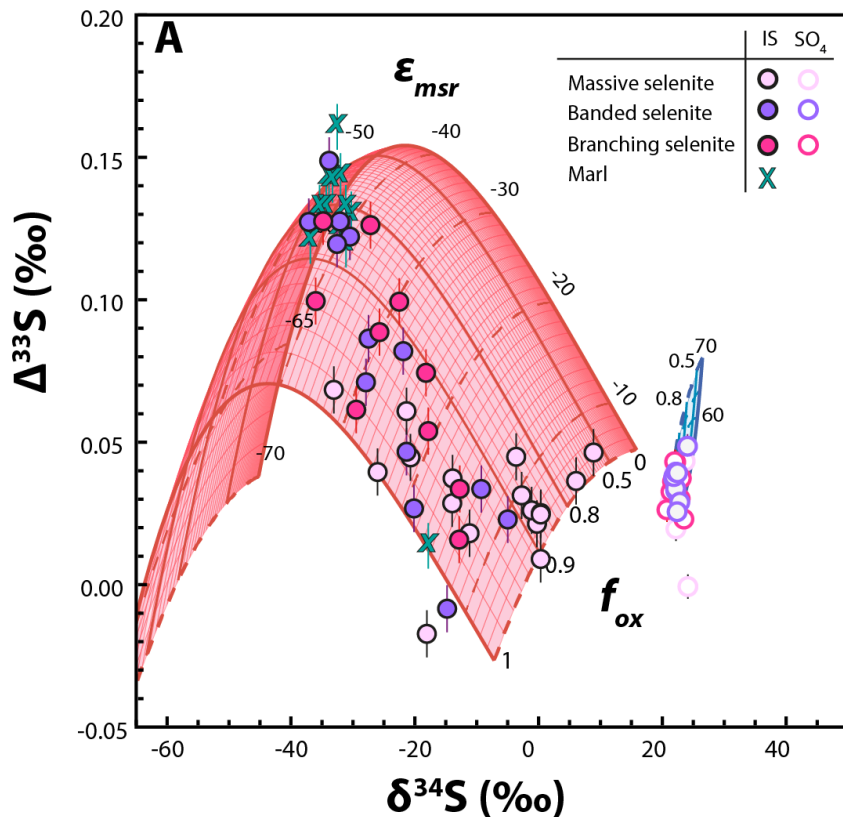 A
IS SO₄
Massive selenite
Banded selenite
Branching selenite
Marl
εmsr
-50
-40
-30
-20
-10
0
-65
-70
0.5
0.8
0.9
1
fox
0.5 70
0.8
60
0.20
0.15
0.10
0.05
0.00
-0.05
Δ³³S (‰)
-60 -40 -20 0 20 40
δ³⁴S (‰)